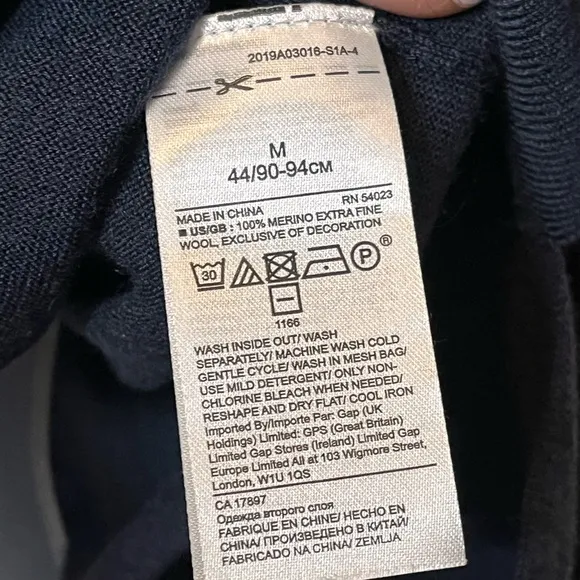 2019A03016-S1A-4
M
44/90-94CM
MADE IN CHINA RN 54023
■ US/GB : 100% MERINO EXTRA FINE
WOOL, EXCLUSIVE OF DECORATION
30 P®
1166
WASH INSIDE OUT/ WASH
SEPARATELY/ MACHINE WASH COLD
GENTLE CYCLE/ WASH IN MESH BAG/
USE MILD DETERGENT/ ONLY NON-
CHLORINE BLEACH WHEN NEEDED/
RESHAPE AND DRY FLAT/ COOL IRON
Imported By/Importe Par: Gap (UK
Holdings) Limited: GPS (Great Britain)
Limited Gap Stores (Ireland) Limited Gap
Europe Limited All at 103 Wigmore Street,
London, W1U 1QS
CA 17897
Одежда второго слоя
FABRIQUE EN CHINE/ HECHO EN
CHINA/ ПРОИЗВЕДЕНО В КИТАЕ/
FABRICADO NA CHINA/ ZEMLJA